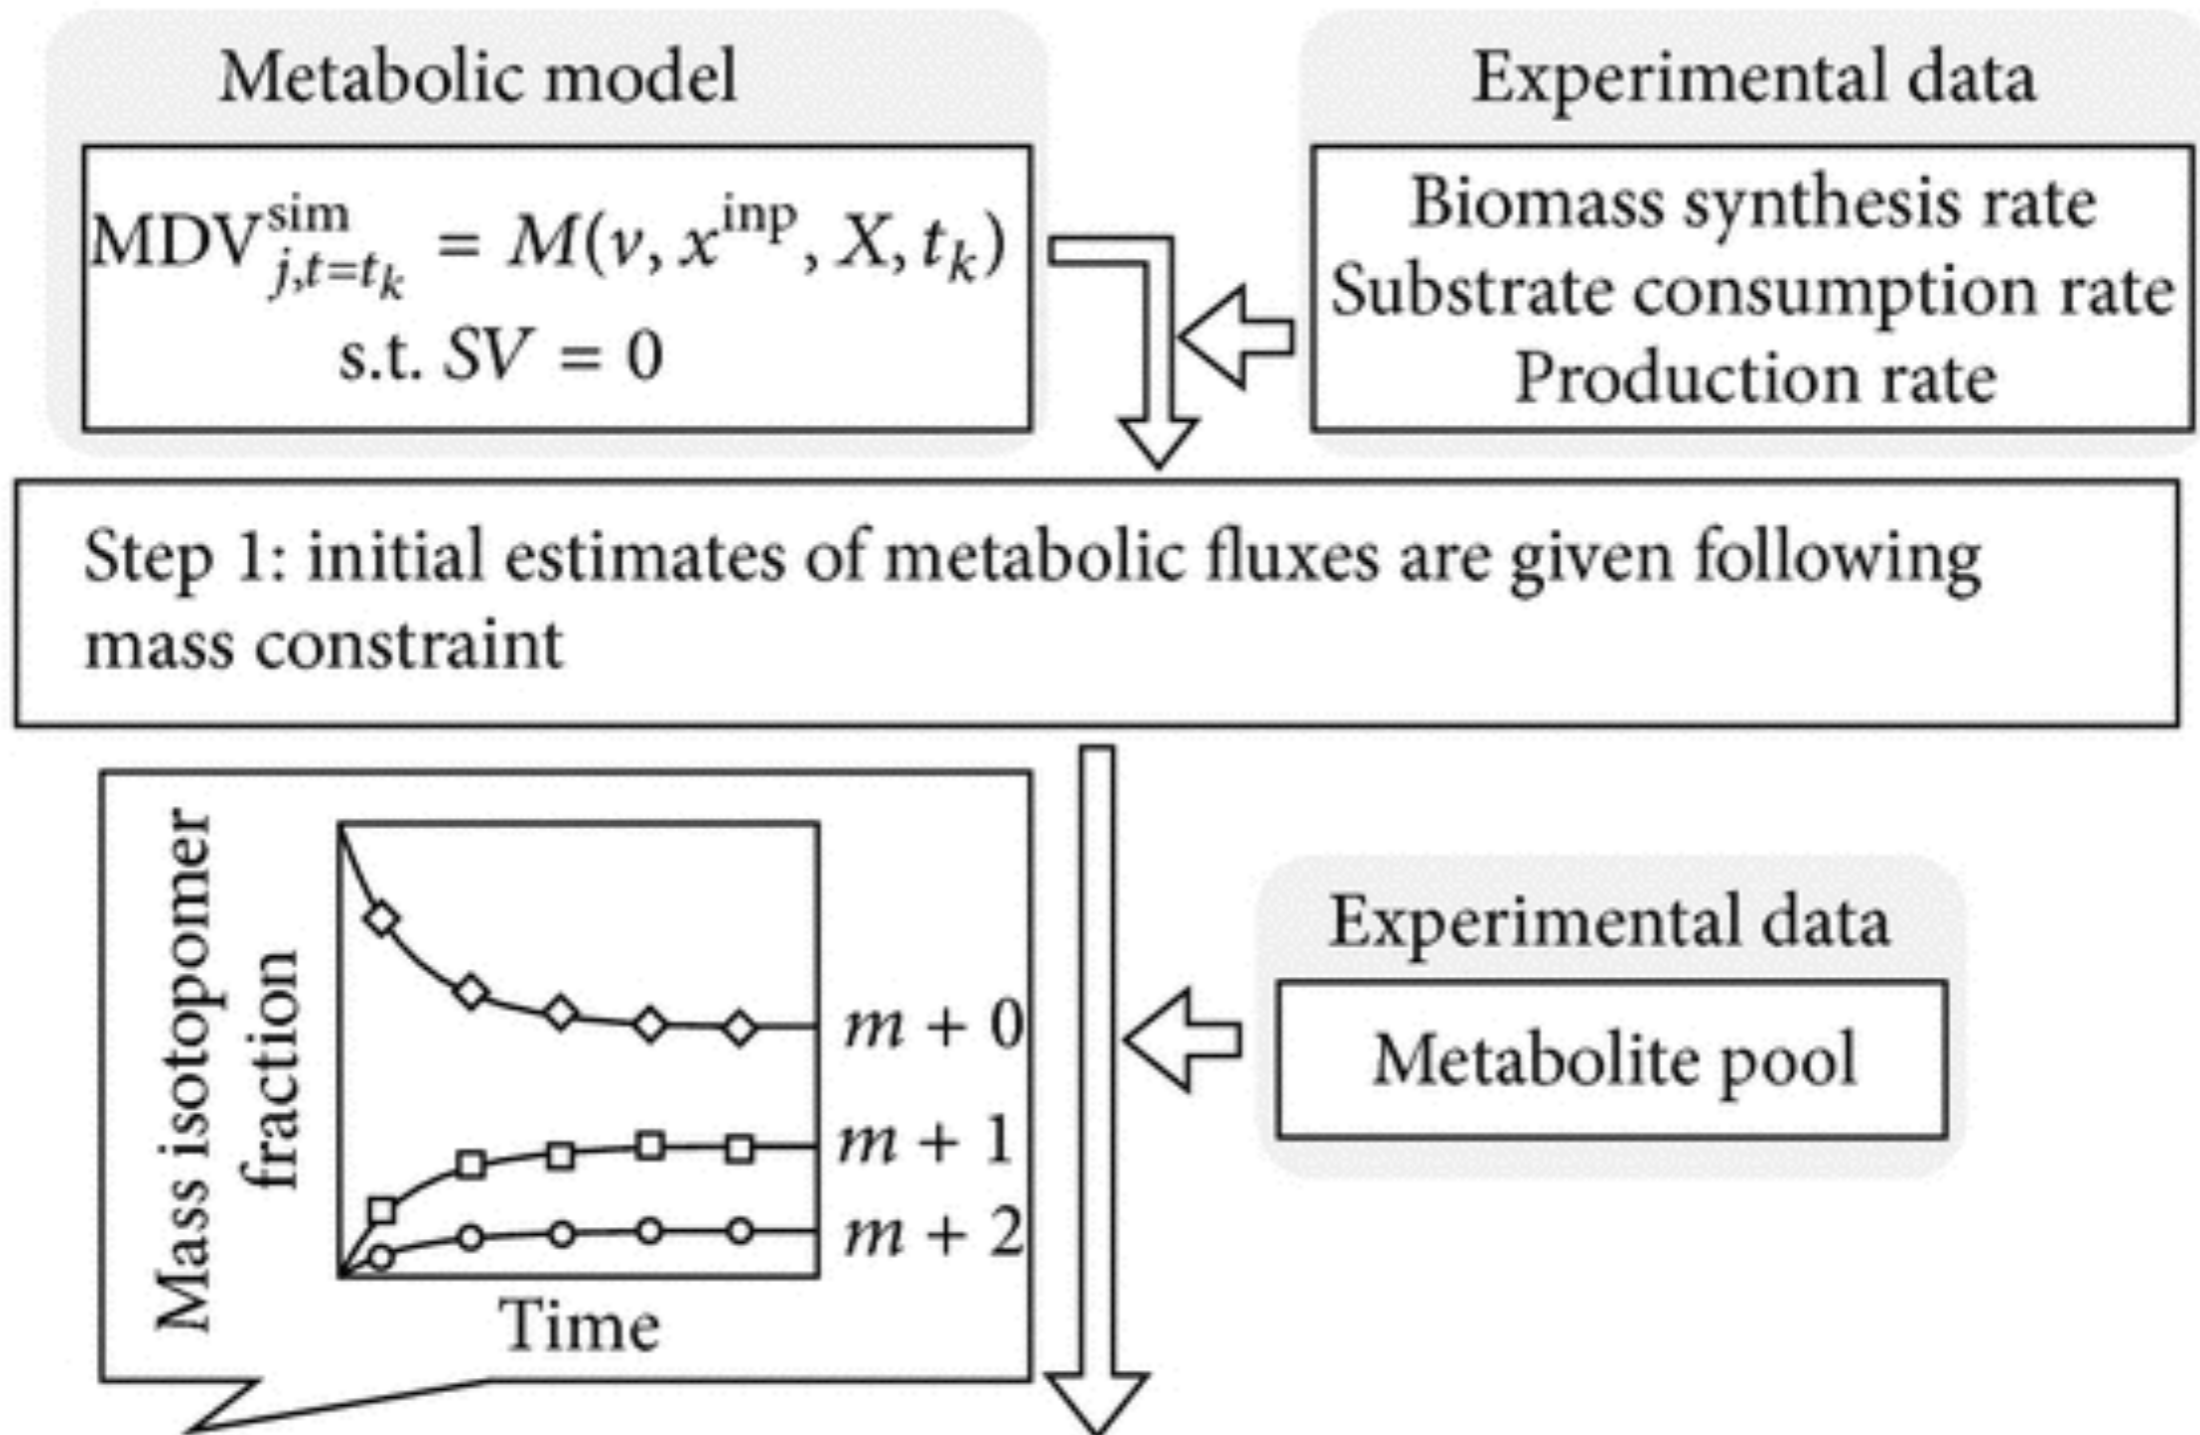 Metabolic model
MDV^sim_{j,t=t_k} = M(v, x^inp, X, t_k)
s.t. SV = 0
Experimental data
Biomass synthesis rate
Substrate consumption rate
Production rate
Step 1: initial estimates of metabolic fluxes are given following
mass constraint
Mass isotopomer
fraction
m + 0
m + 1
m + 2
Time
Experimental data
Metabolite pool